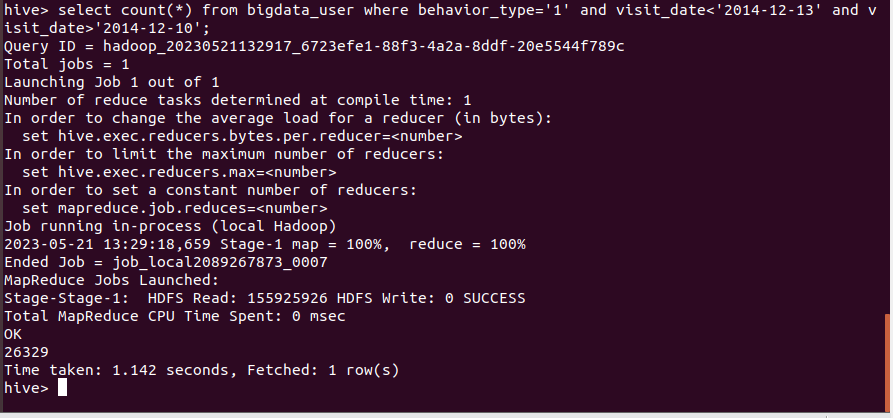 hive> select count(*) from bigdata_user where behavior_type='1' and visit_date<'2014-12-13' and v
isit_date>'2014-12-10';
Query ID = hadoop_20230521132917_6723efe1-88f3-4a2a-8ddf-20e5544f789c
Total jobs = 1
Launching Job 1 out of 1
Number of reduce tasks determined at compile time: 1
In order to change the average load for a reducer (in bytes):
  set hive.exec.reducers.bytes.per.reducer=<number>
In order to limit the maximum number of reducers:
  set hive.exec.reducers.max=<number>
In order to set a constant number of reducers:
  set mapreduce.job.reduces=<number>
Job running in-process (local Hadoop)
2023-05-21 13:29:18,659 Stage-1 map = 100%,  reduce = 100%
Ended Job = job_local2089267873_0007
MapReduce Jobs Launched:
Stage-Stage-1:  HDFS Read: 155925926 HDFS Write: 0 SUCCESS
Total MapReduce CPU Time Spent: 0 msec
OK
26329
Time taken: 1.142 seconds, Fetched: 1 row(s)
hive>